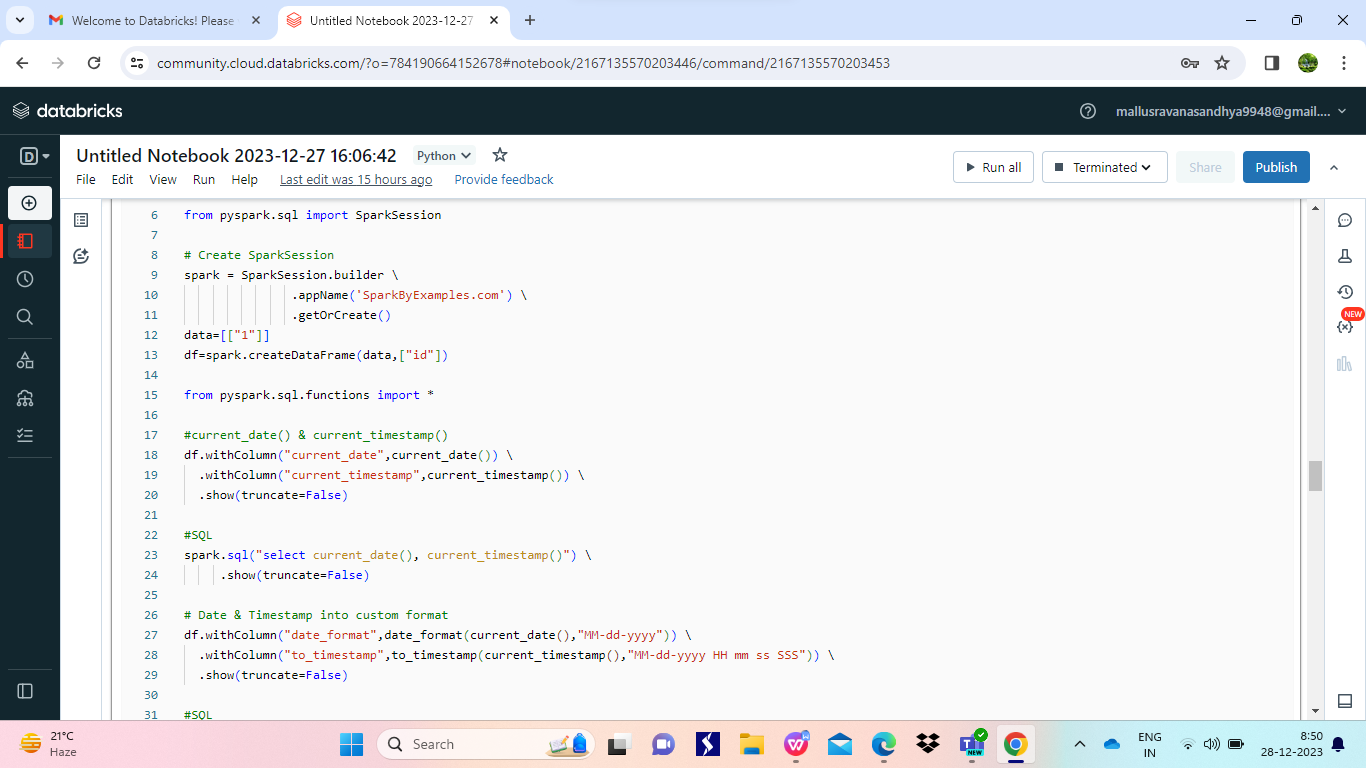 Welcome to Databricks! Please
Untitled Notebook 2023-12-27
community.cloud.databricks.com/?o=784190664152678#notebook/2167135570203446/command/2167135570203453
databricks
mallusravanasandhya9948@gmail....
D
Untitled Notebook 2023-12-27 16:06:42
Python
File Edit View Run Help Last edit was 15 hours ago Provide feedback
Run all
Terminated
Share
Publish
NEW
6 from pyspark.sql import SparkSession
7
8 # Create SparkSession
9 spark = SparkSession.builder \
10 .appName('SparkByExamples.com') \
11 .getOrCreate()
12 data=[["1"]]
13 df=spark.createDataFrame(data,["id"])
14
15 from pyspark.sql.functions import *
16
17 #current_date() & current_timestamp()
18 df.withColumn("current_date",current_date()) \
19 .withColumn("current_timestamp",current_timestamp()) \
20 .show(truncate=False)
21
22 #SQL
23 spark.sql("select current_date(), current_timestamp()") \
24 .show(truncate=False)
25
26 # Date & Timestamp into custom format
27 df.withColumn("date_format",date_format(current_date(),"MM-dd-yyyy")) \
28 .withColumn("to_timestamp",to_timestamp(current_timestamp(),"MM-dd-yyyy HH mm ss SSS")) \
29 .show(truncate=False)
30
31 #SQL
21°C
Haze
Search
NEW
ENG
IN
8:50
28-12-2023